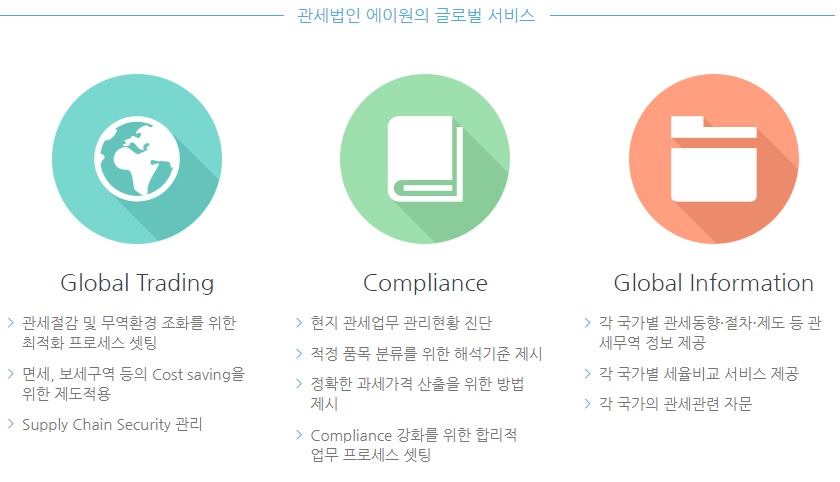 관세법인 에이원의 글로벌 서비스
Global Trading
관세절감 및 무역환경 조화를 위한
최적화 프로세스 셋팅
면세, 보세구역 등의 Cost saving을
위한 제도적용
Supply Chain Security 관리
Compliance
현지 관세업무 관리현황 진단
적정 품목 분류를 위한 해석기준 제시
정확한 과세가격 산출을 위한 방법
제시
Compliance 강화를 위한 합리적
업무 프로세스 셋팅
Global Information
각 국가별 관세동향·절차·제도 등 관
세무역 정보 제공
각 국가별 세율비교 서비스 제공
각 국가의 관세관련 자문